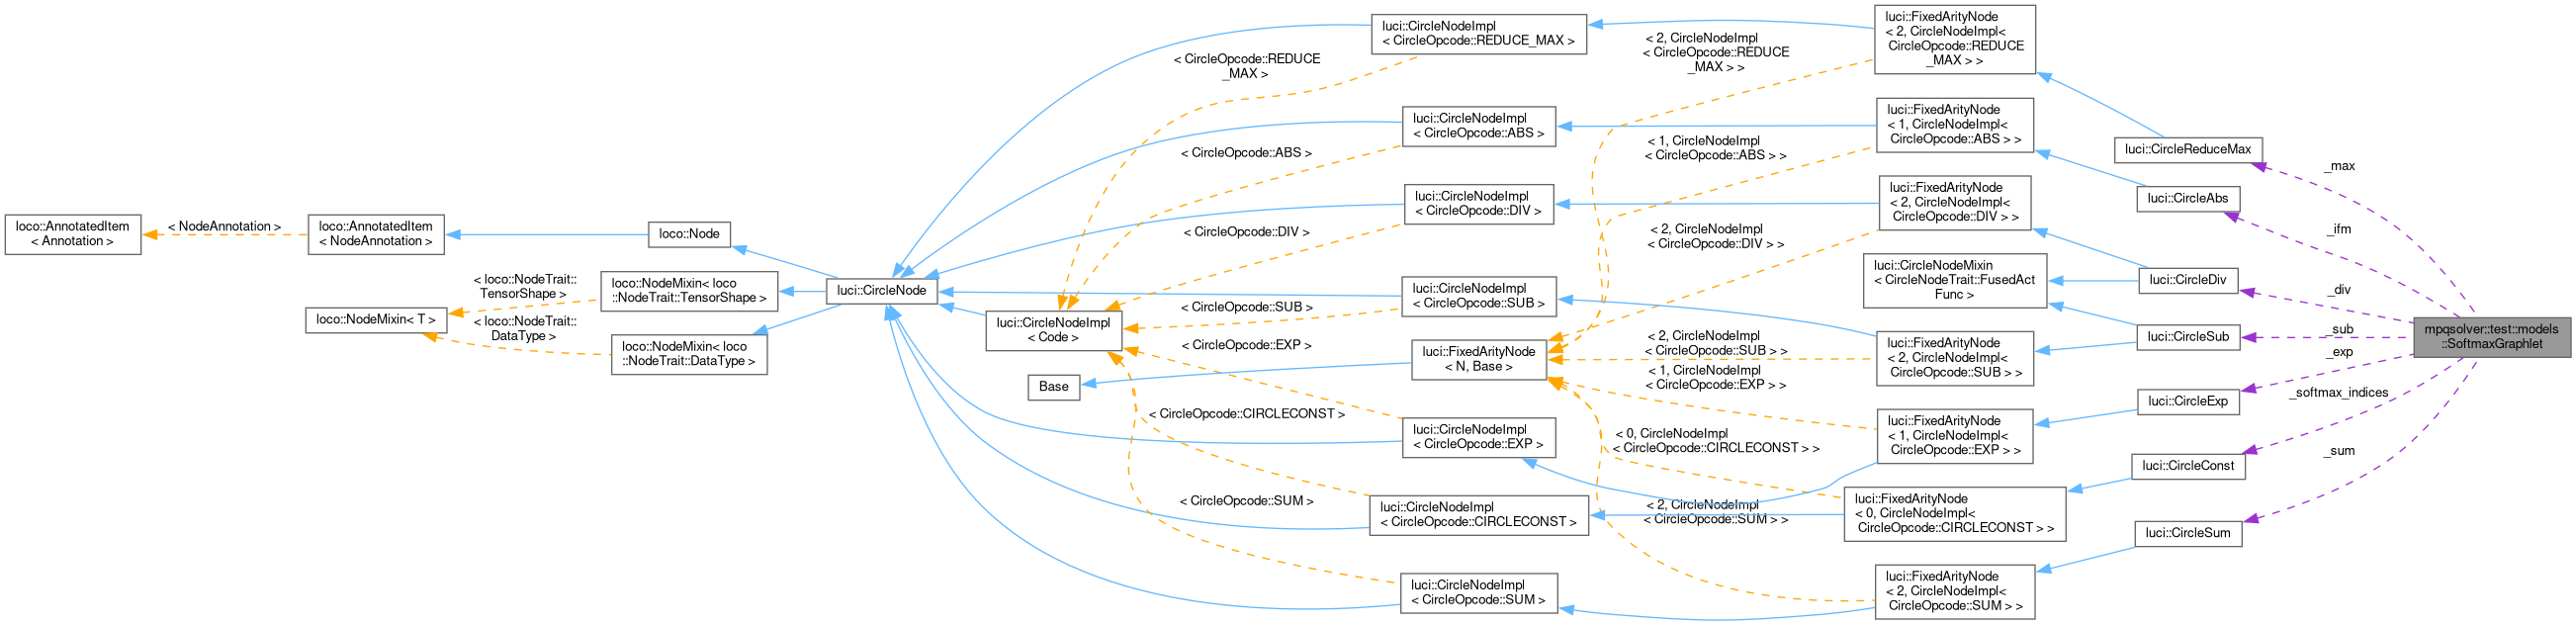 loco::AnnotatedItem
< Annotation >
< NodeAnnotation >
loco::AnnotatedItem
< NodeAnnotation >
loco::NodeMixin< T >
< loco::NodeTrait::
TensorShape >
< loco::NodeTrait::
DataType >
loco::Node
loco::NodeMixin< loco
::NodeTrait::TensorShape >
loco::NodeMixin< loco
::NodeTrait::DataType >
luci::CircleNode
luci::CircleNodeImpl
< Code >
Base
< CircleOpcode::REDUCE
_MAX >
< CircleOpcode::ABS >
< CircleOpcode::DIV >
< CircleOpcode::SUB >
< CircleOpcode::EXP >
< CircleOpcode::CIRCLECONST >
< CircleOpcode::SUM >
luci::CircleNodeImpl
< CircleOpcode::REDUCE_MAX >
luci::CircleNodeImpl
< CircleOpcode::ABS >
luci::CircleNodeImpl
< CircleOpcode::DIV >
luci::CircleNodeImpl
< CircleOpcode::SUB >
luci::FixedArityNode
< N, Base >
luci::CircleNodeImpl
< CircleOpcode::EXP >
luci::CircleNodeImpl
< CircleOpcode::CIRCLECONST >
luci::CircleNodeImpl
< CircleOpcode::SUM >
< 2, CircleNodeImpl
< CircleOpcode::REDUCE
_MAX > >
< 1, CircleNodeImpl
< CircleOpcode::ABS > >
< 2, CircleNodeImpl
< CircleOpcode::DIV > >
< 2, CircleNodeImpl
< CircleOpcode::SUB > >
< 1, CircleNodeImpl
< CircleOpcode::EXP > >
< 0, CircleNodeImpl
< CircleOpcode::CIRCLECONST > >
< 2, CircleNodeImpl
< CircleOpcode::SUM > >
luci::FixedArityNode
< 2, CircleNodeImpl<
CircleOpcode::REDUCE
_MAX > >
luci::FixedArityNode
< 1, CircleNodeImpl<
CircleOpcode::ABS > >
luci::FixedArityNode
< 2, CircleNodeImpl<
CircleOpcode::DIV > >
luci::CircleNodeMixin
< CircleNodeTrait::FusedAct
Func >
luci::FixedArityNode
< 2, CircleNodeImpl<
CircleOpcode::SUB > >
luci::FixedArityNode
< 1, CircleNodeImpl<
CircleOpcode::EXP > >
luci::FixedArityNode
< 0, CircleNodeImpl<
CircleOpcode::CIRCLECONST > >
luci::FixedArityNode
< 2, CircleNodeImpl<
CircleOpcode::SUM > >
luci::CircleReduceMax
luci::CircleAbs
luci::CircleDiv
luci::CircleSub
luci::CircleExp
luci::CircleConst
luci::CircleSum
_max
_ifm
_div
_sub
_exp
_softmax_indices
_sum
mpqsolver::test::models
::SoftmaxGraphlet